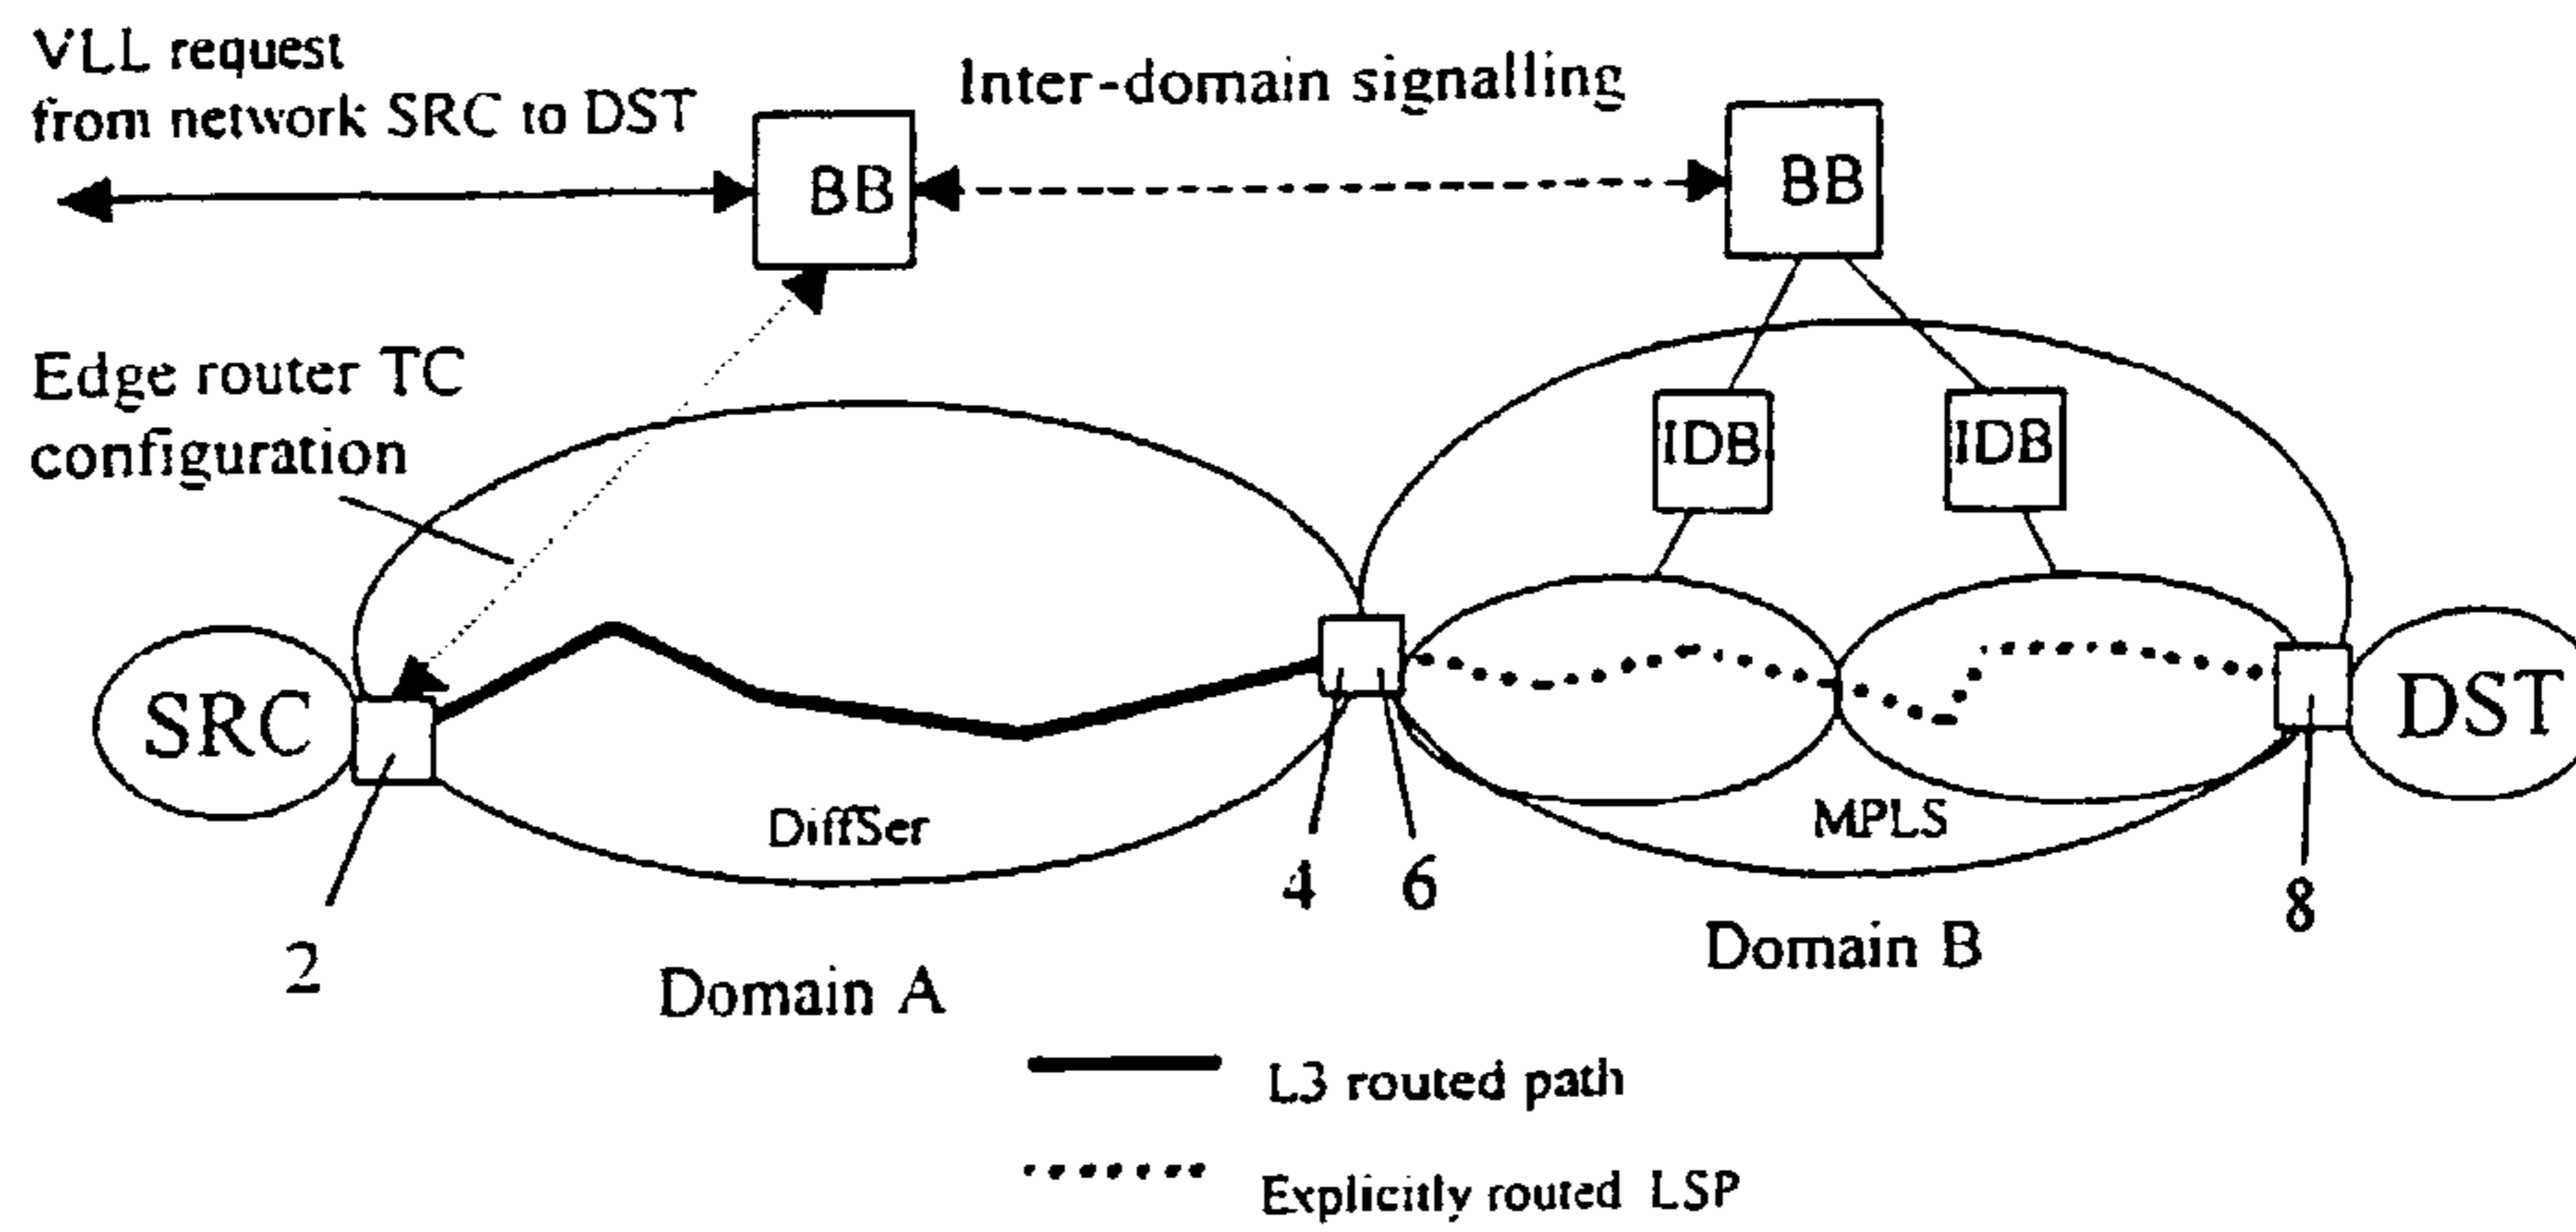 VLL request
from network SRC to DST
Inter-domain signalling
BB
BB
Edge router TC
configuration
IDB
IDB
SRC
DST
DiffSer
MPLS
2
4
6
8
Domain A
Domain B
L3 routed path
Explicitly routed LSP